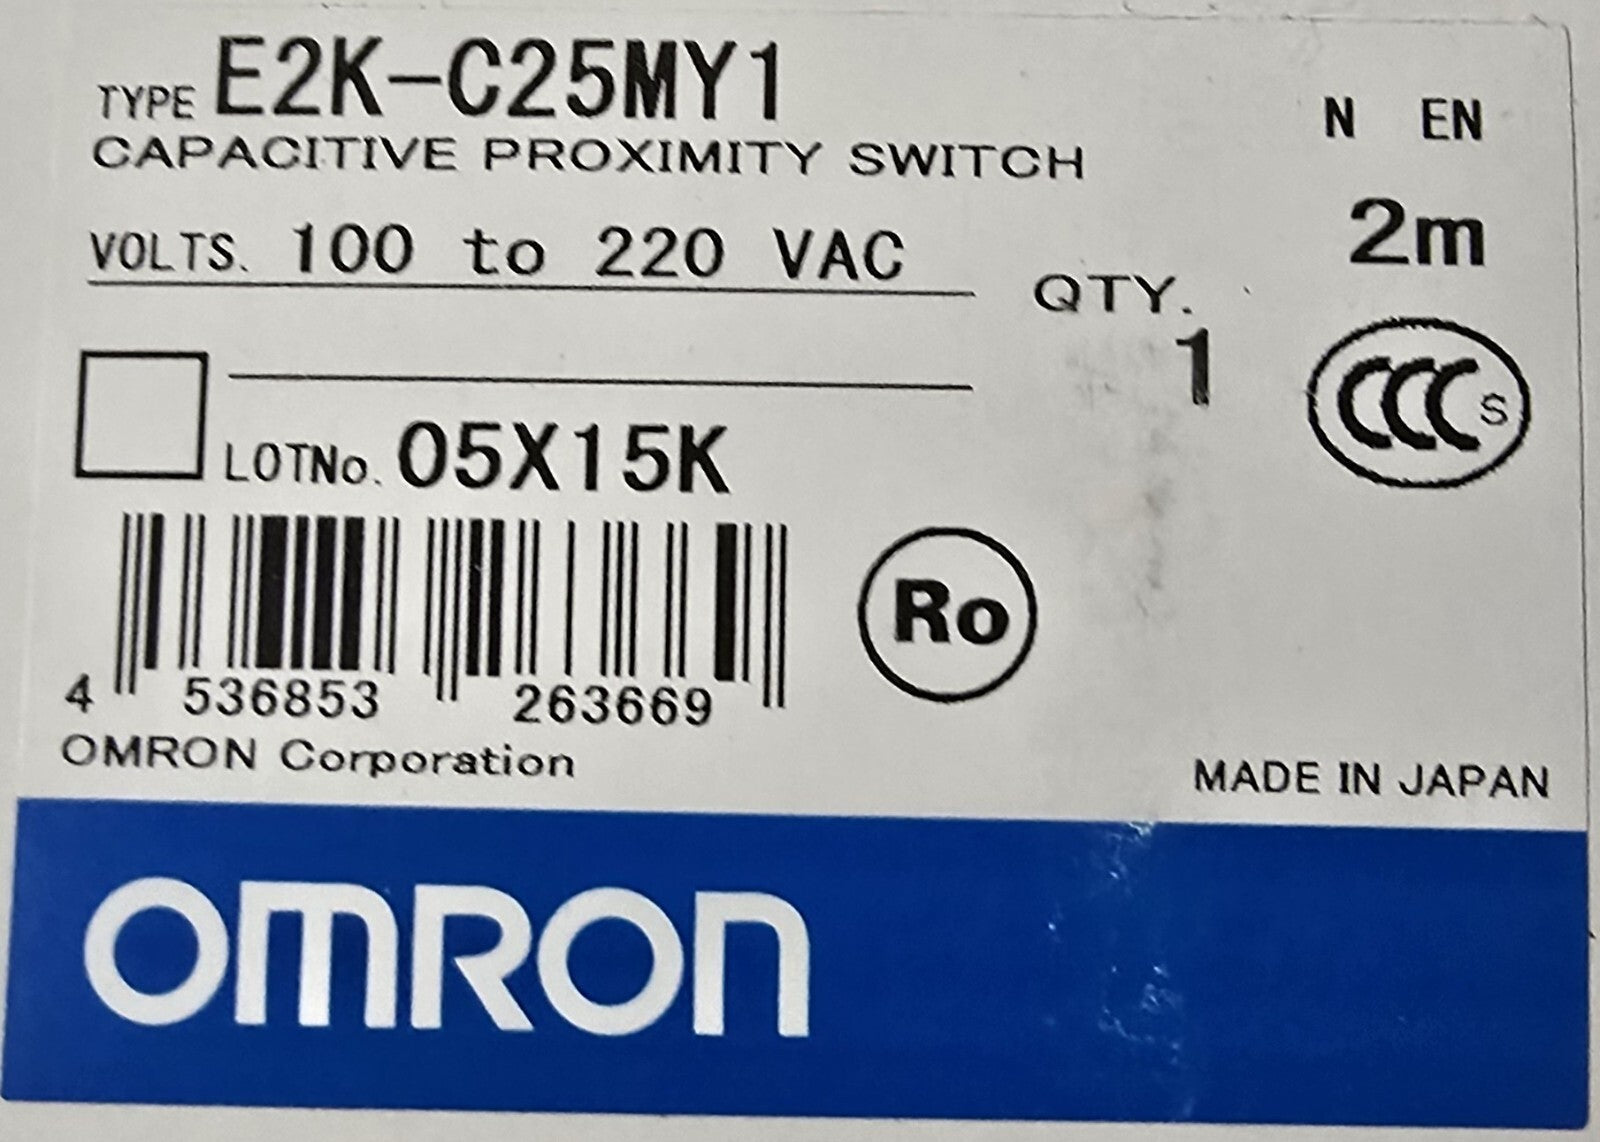 TYPE E2K-C25MY1
N EN
CAPACITIVE PROXIMITY SWITCH
VOLTS. 100 to 220 VAC
2m
QTY.
1
CCC S
LOTNo. 05X15K
Ro
4 536853 263669
OMRON Corporation
MADE IN JAPAN
OMRON